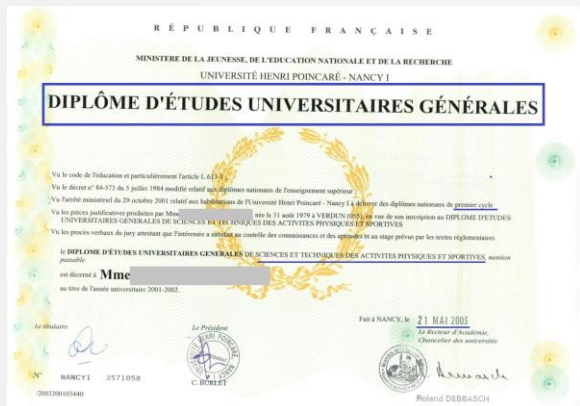 RÉPUBLIQUE FRANÇAISE
MINISTERE DE LA JEUNESSE, DE L'EDUCATION NATIONALE ET DE LA RECHERCHE
UNIVERSITÉ HENRI POINCARÉ - NANCY I
DIPLÔME D'ÉTUDES UNIVERSITAIRES GÉNÉRALES
Vu le code de l'éducation et particulièrement l'article L.613-1
Vu le décret n° 84-573 du 5 juillet 1984 modifié relatif aux diplômes nationaux de l'enseignement supérieur ;
Vu l'arrêté ministériel du 29 octobre 2001 relatif aux habilitations de l'Université Henri Poincaré - Nancy I à délivrer des diplômes nationaux de premier cycle
Vu les pièces justificatives produites par Mme née le 31 août 1979 à VERDUN (055), en vue de son inscription au DIPLOME D'ETUDES
UNIVERSITAIRES GENERALES DE SCIENCES ET TECHNIQUES DES ACTIVITES PHYSIQUES ET SPORTIVES
Vu les procès-verbaux du jury attestant que l'intéressée a satisfait au contrôle des connaissances et des aptitudes et au stage prévus par les textes réglementaires
le DIPLOME D'ÉTUDES UNIVERSITAIRES GENERALES DE SCIENCES ET TECHNIQUES DES ACTIVITES PHYSIQUES ET SPORTIVES, mention
passable
est décerné à Mme
au titre de l'année universitaire 2001-2002.
Fait à NANCY, le 21 MAI 2003
Le titulaire
Le Président
Le Recteur d'Académie,
Chancelier des universités
C. BURLET
N° NANCYI 3571058
/2003200103440
Roland DEBBASCH